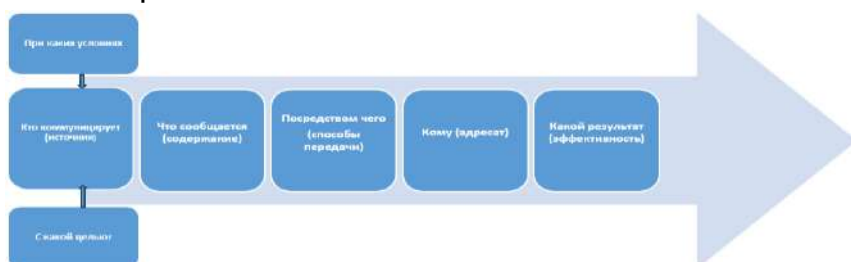 При каких условиях
Кто коммуницирует
(источник)
Что сообщается
(содержание)
Посредством чего
(способы
передачи)
Кому (адресат)
Какой результат
(эффективность)
С какой целью?